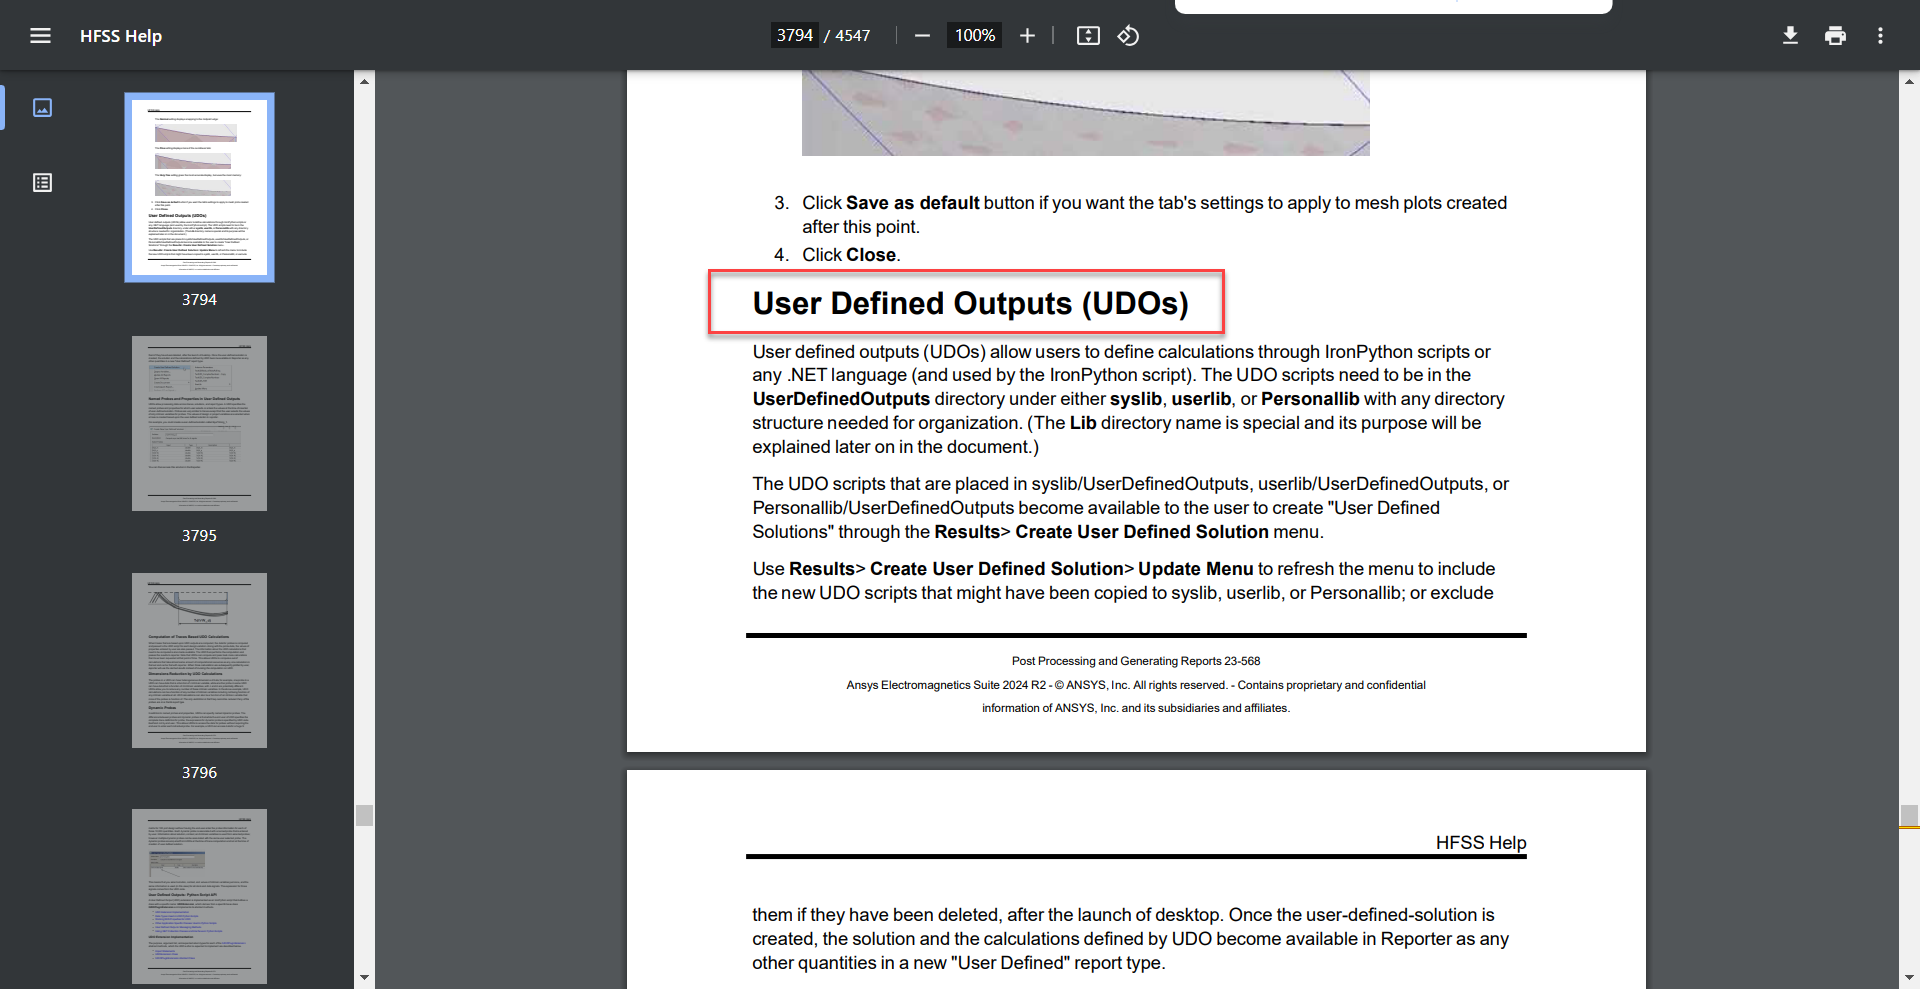 HFSS Help
3794 / 4547
100%
3794
3795
3796
3. Click Save as default button if you want the tab's settings to apply to mesh plots created
after this point.
4. Click Close.
User Defined Outputs (UDOs)
User defined outputs (UDOs) allow users to define calculations through IronPython scripts or
any .NET language (and used by the IronPython script). The UDO scripts need to be in the
UserDefinedOutputs directory under either syslib, userlib, or Personallib with any directory
structure needed for organization. (The Lib directory name is special and its purpose will be
explained later on in the document.)
The UDO scripts that are placed in syslib/UserDefinedOutputs, userlib/UserDefinedOutputs, or
Personallib/UserDefinedOutputs become available to the user to create "User Defined
Solutions" through the Results> Create User Defined Solution menu.
Use Results> Create User Defined Solution> Update Menu to refresh the menu to include
the new UDO scripts that might have been copied to syslib, userlib, or Personallib; or exclude
Post Processing and Generating Reports 23-568
Ansys Electromagnetics Suite 2024 R2 - © ANSYS, Inc. All rights reserved. - Contains proprietary and confidential
information of ANSYS, Inc. and its subsidiaries and affiliates.
HFSS Help
them if they have been deleted, after the launch of desktop. Once the user-defined-solution is
created, the solution and the calculations defined by UDO become available in Reporter as any
other quantities in a new "User Defined" report type.